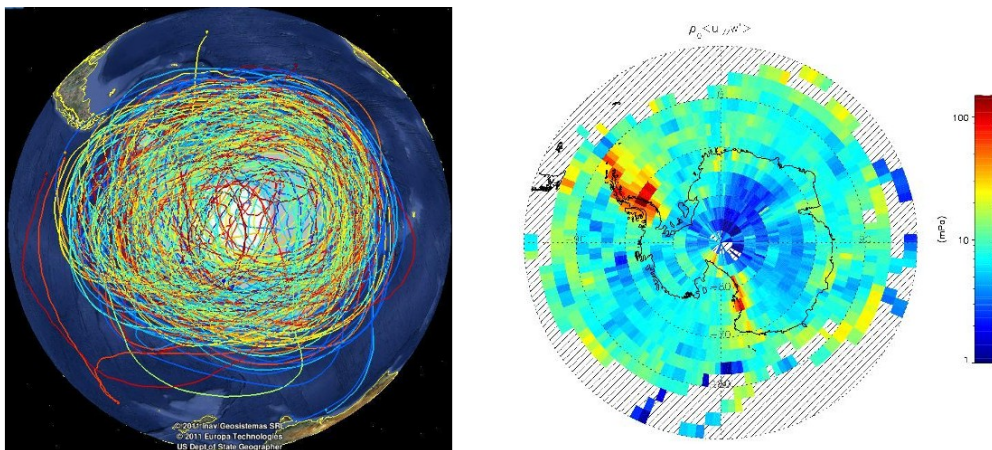 © 2011 Inav Geosistemas SRL
© 2011 Europa Technologies
US Dept of State Geographer
ρ₀<u'//w'>
100
10
1
(mPa)